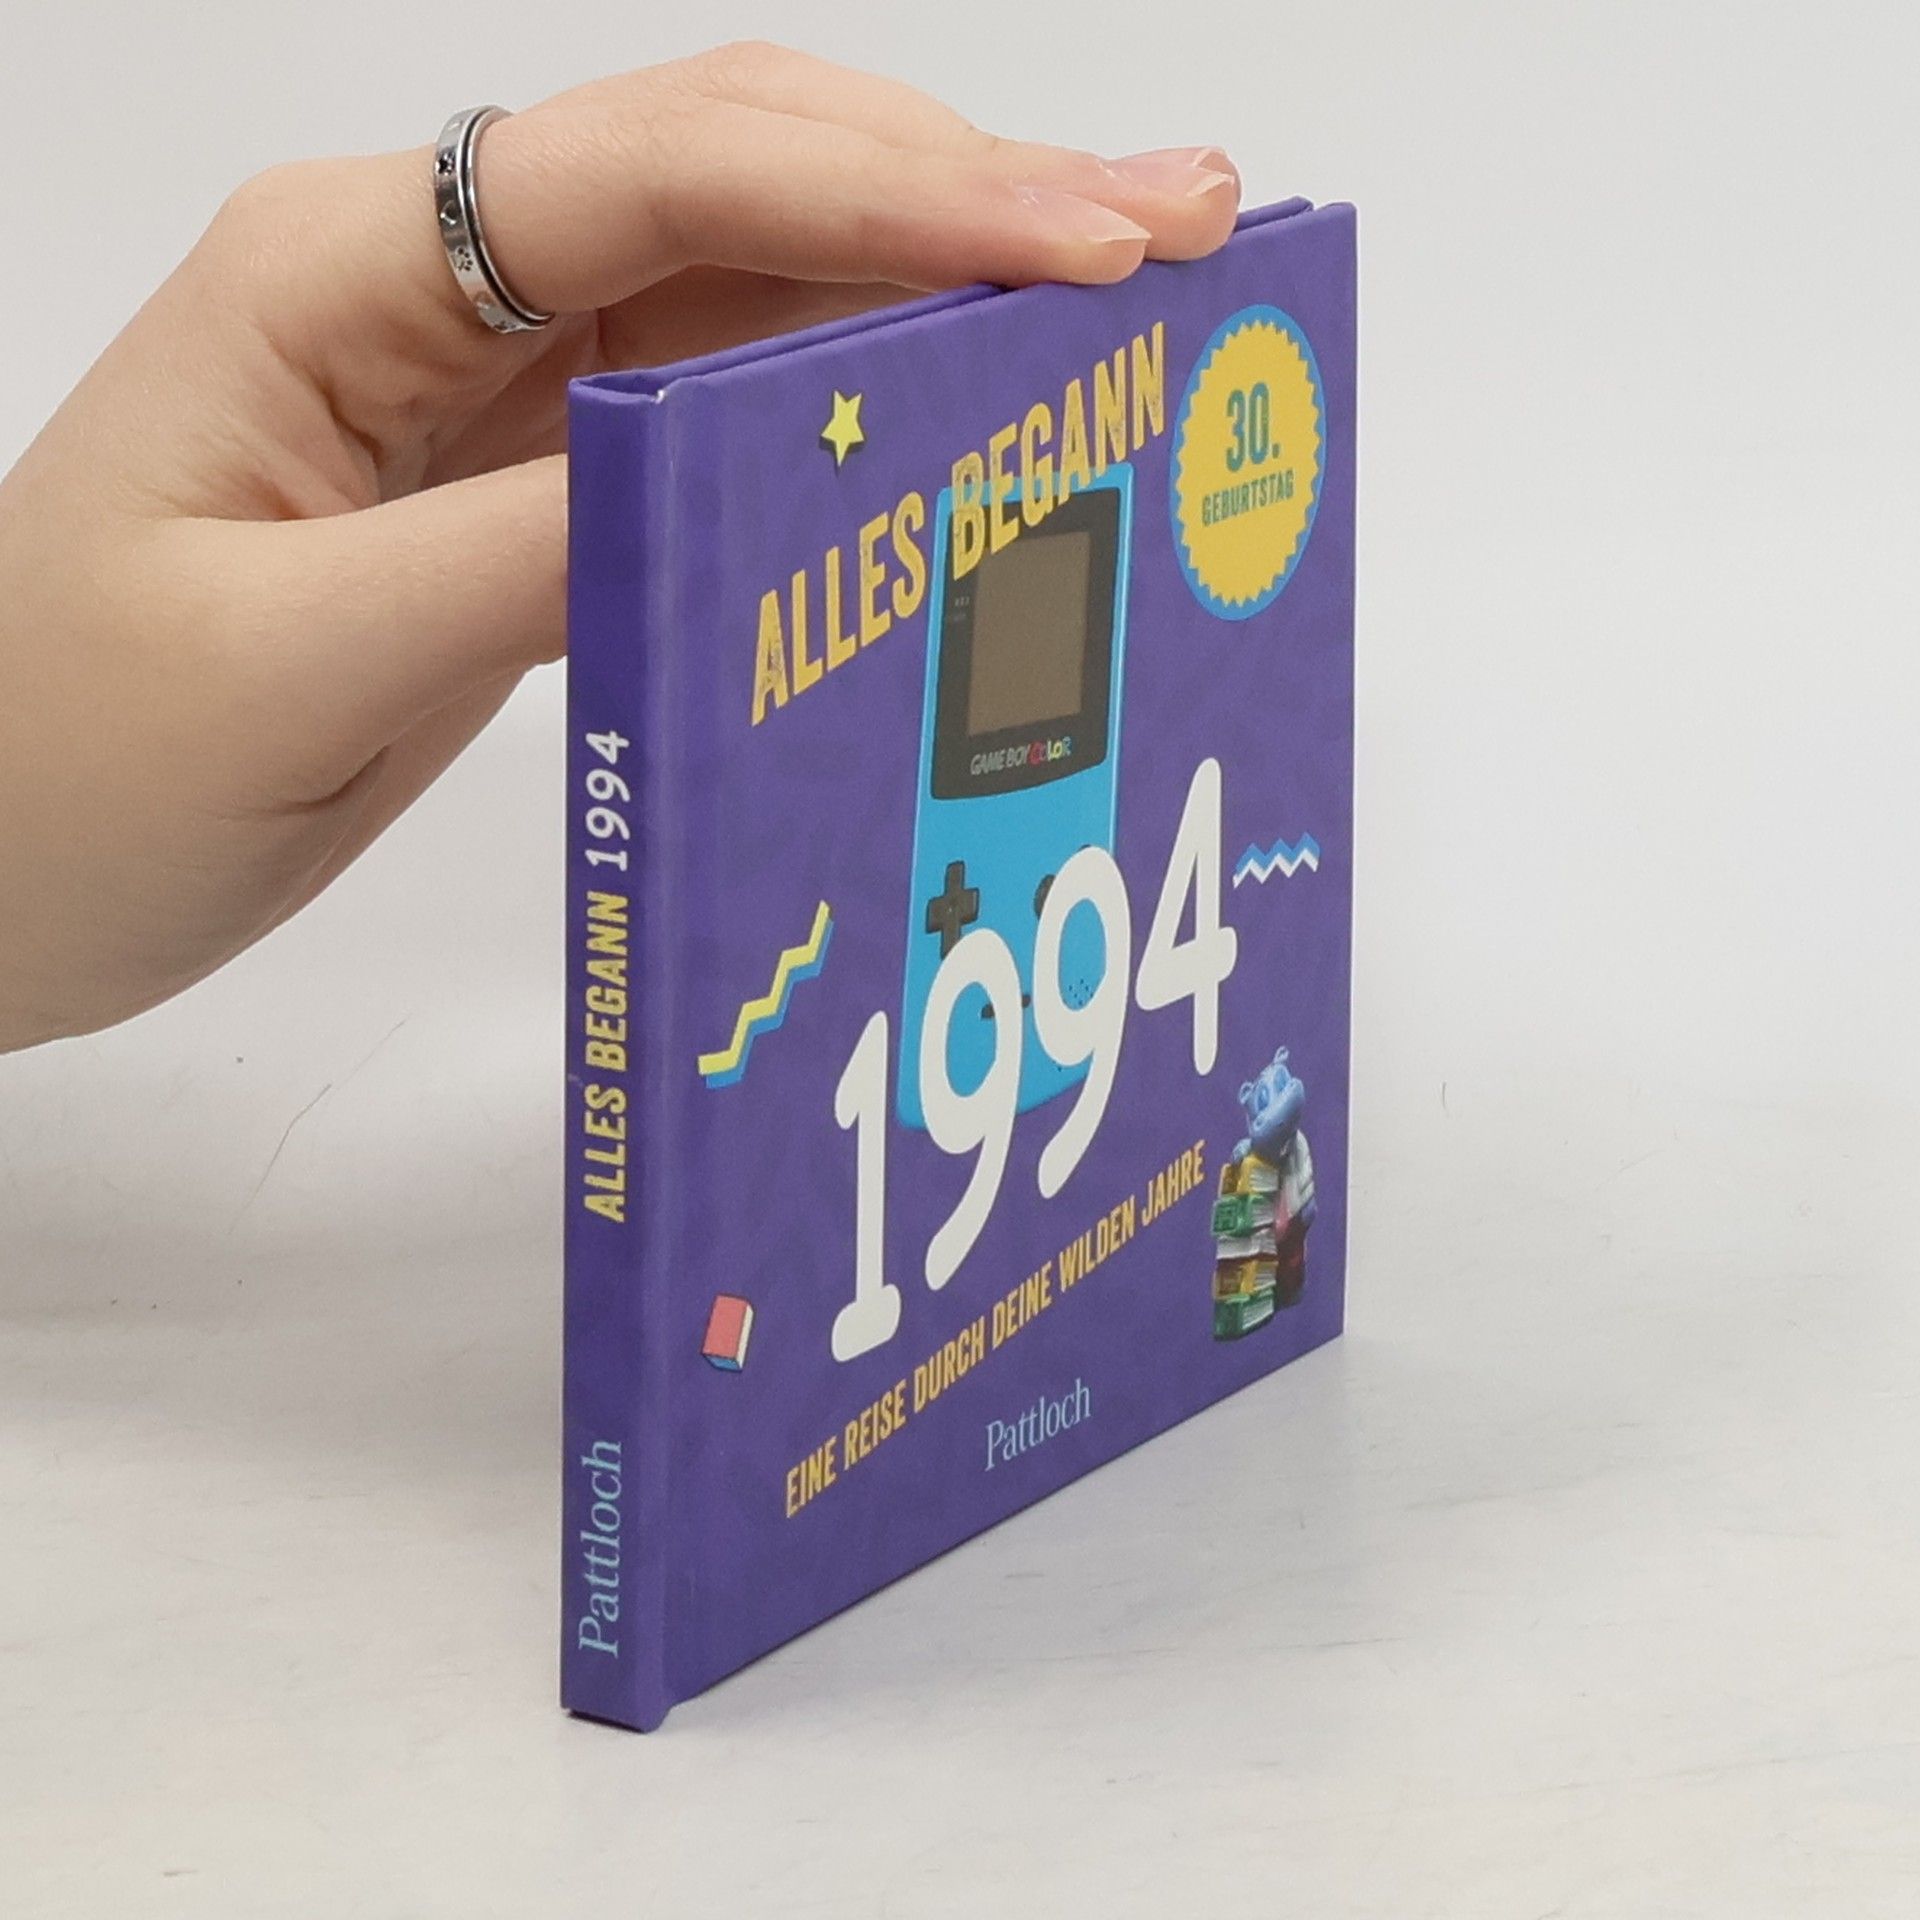 ALLES BEGANN
30.
GEBURTSTAG
GAME BOY COLOR
1994
EINE REISE DURCH DEINE WILDEN JAHRE
Pattloch
ALLES BEGANN 1994
Pattloch